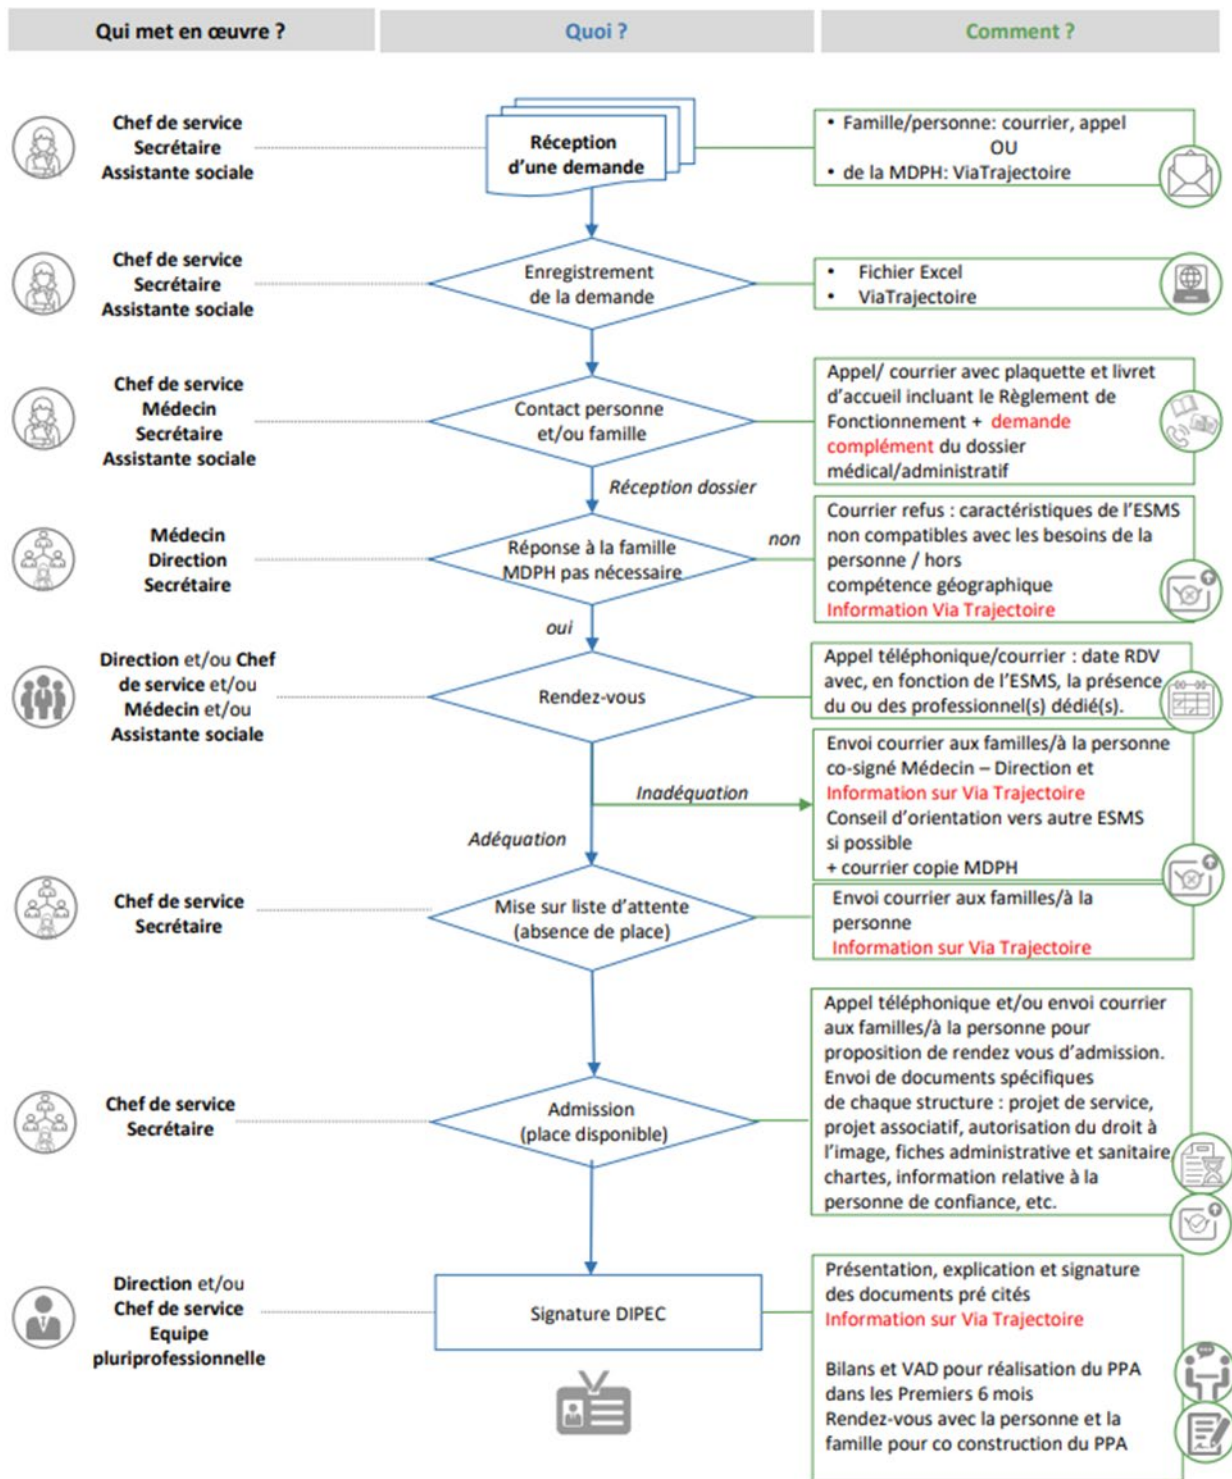 Qui met en œuvre ?
Quoi ?
Comment ?
Chef de service
Secrétaire
Assistante sociale
Réception
d'une demande
• Famille/personne: courrier, appel
OU
• de la MDPH: ViaTrajectoire
Chef de service
Secrétaire
Assistante sociale
Enregistrement
de la demande
• Fichier Excel
• ViaTrajectoire
Chef de service
Médecin
Secrétaire
Assistante sociale
Contact personne
et/ou famille
Appel/ courrier avec plaquette et livret
d'accueil incluant le Règlement de
Fonctionnement + demande
complément du dossier
médical/administratif
Réception dossier
Médecin
Direction
Secrétaire
Réponse à la famille
MDPH pas nécessaire
non
Courrier refus : caractéristiques de l'ESMS
non compatibles avec les besoins de la
personne / hors
compétence géographique
Information Via Trajectoire
oui
Direction et/ou Chef
de service et/ou
Médecin et/ou
Assistante sociale
Rendez-vous
Appel téléphonique/courrier : date RDV
avec, en fonction de l'ESMS, la présence
du ou des professionnel(s) dédié(s).
Inadéquation
Envoi courrier aux familles/à la personne
co-signé Médecin – Direction et
Information sur Via Trajectoire
Conseil d'orientation vers autre ESMS
si possible
+ courrier copie MDPH
Adéquation
Chef de service
Secrétaire
Mise sur liste d'attente
(absence de place)
Envoi courrier aux familles/à la
personne
Information sur Via Trajectoire
Chef de service
Secrétaire
Admission
(place disponible)
Appel téléphonique et/ou envoi courrier
aux familles/à la personne pour
proposition de rendez vous d'admission.
Envoi de documents spécifiques
de chaque structure : projet de service,
projet associatif, autorisation du droit à
l'image, fiches administrative et sanitaire
chartes, information relative à la
personne de confiance, etc.
Direction et/ou
Chef de service
Equipe
pluriprofessionnelle
Signature DIPEC
Présentation, explication et signature
des documents pré cités
Information sur Via Trajectoire
Bilans et VAD pour réalisation du PPA
dans les Premiers 6 mois
Rendez-vous avec la personne et la
famille pour co construction du PPA